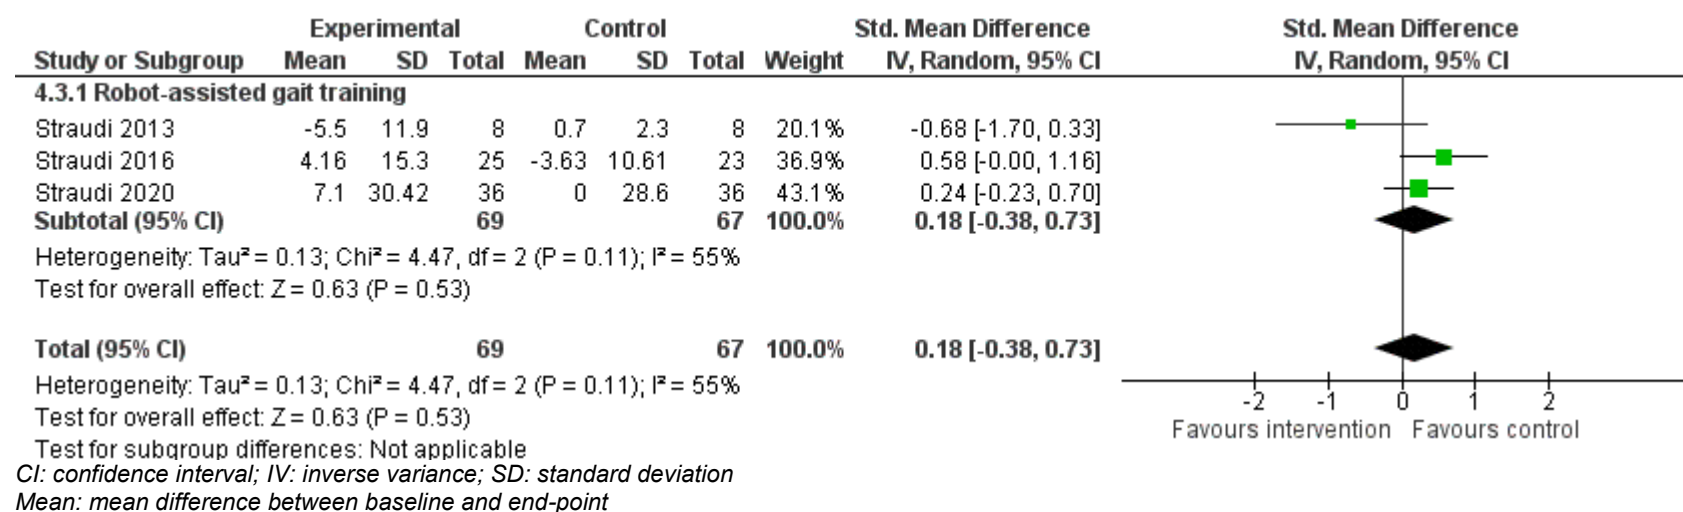 Experimental Control Std. Mean Difference Std. Mean Difference
Study or Subgroup Mean SD Total Mean SD Total Weight IV, Random, 95% CI IV, Random, 95% CI
4.3.1 Robot-assisted gait training
Straudi 2013 -5.5 11.9 8 0.7 2.3 8 20.1% -0.68 [-1.70, 0.33]
Straudi 2016 4.16 15.3 25 -3.63 10.61 23 36.9% 0.58 [-0.00, 1.16]
Straudi 2020 7.1 30.42 36 0 28.6 36 43.1% 0.24 [-0.23, 0.70]
Subtotal (95% CI) 69 67 100.0% 0.18 [-0.38, 0.73]
Heterogeneity: Tau² = 0.13; Chi² = 4.47, df = 2 (P = 0.11); I² = 55%
Test for overall effect: Z = 0.63 (P = 0.53)
Total (95% CI) 69 67 100.0% 0.18 [-0.38, 0.73]
Heterogeneity: Tau² = 0.13; Chi² = 4.47, df = 2 (P = 0.11); I² = 55%
Test for overall effect: Z = 0.63 (P = 0.53)
Test for subgroup differences: Not applicable
-2 -1 0 1 2
Favours intervention Favours control
CI: confidence interval; IV: inverse variance; SD: standard deviation
Mean: mean difference between baseline and end-point